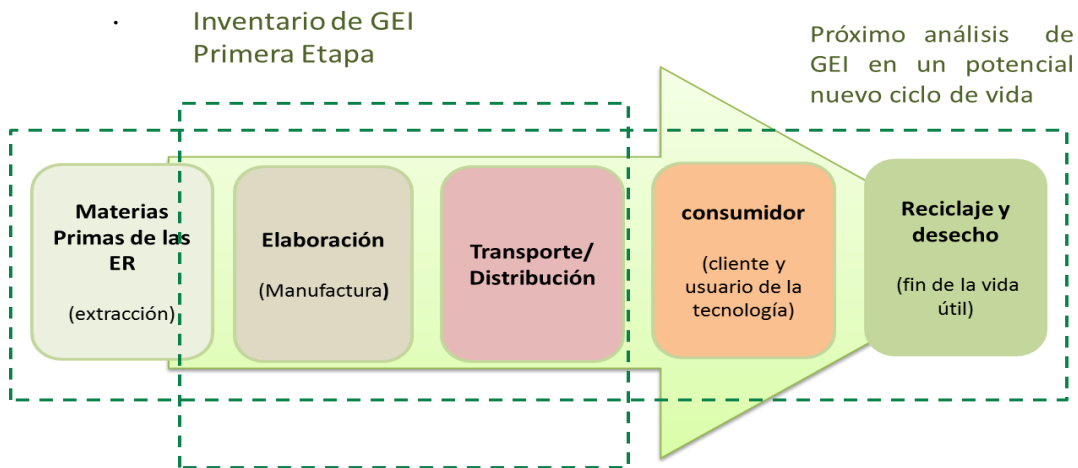 Inventario de GEI
Primera Etapa
Próximo análisis de
GEI en un potencial
nuevo ciclo de vida
Materias
Primas de las
ER
(extracción)
Elaboración
(Manufactura)
Transporte/
Distribución
consumidor
(cliente y
usuario de la
tecnología)
Reciclaje y
desecho
(fin de la vida
útil)